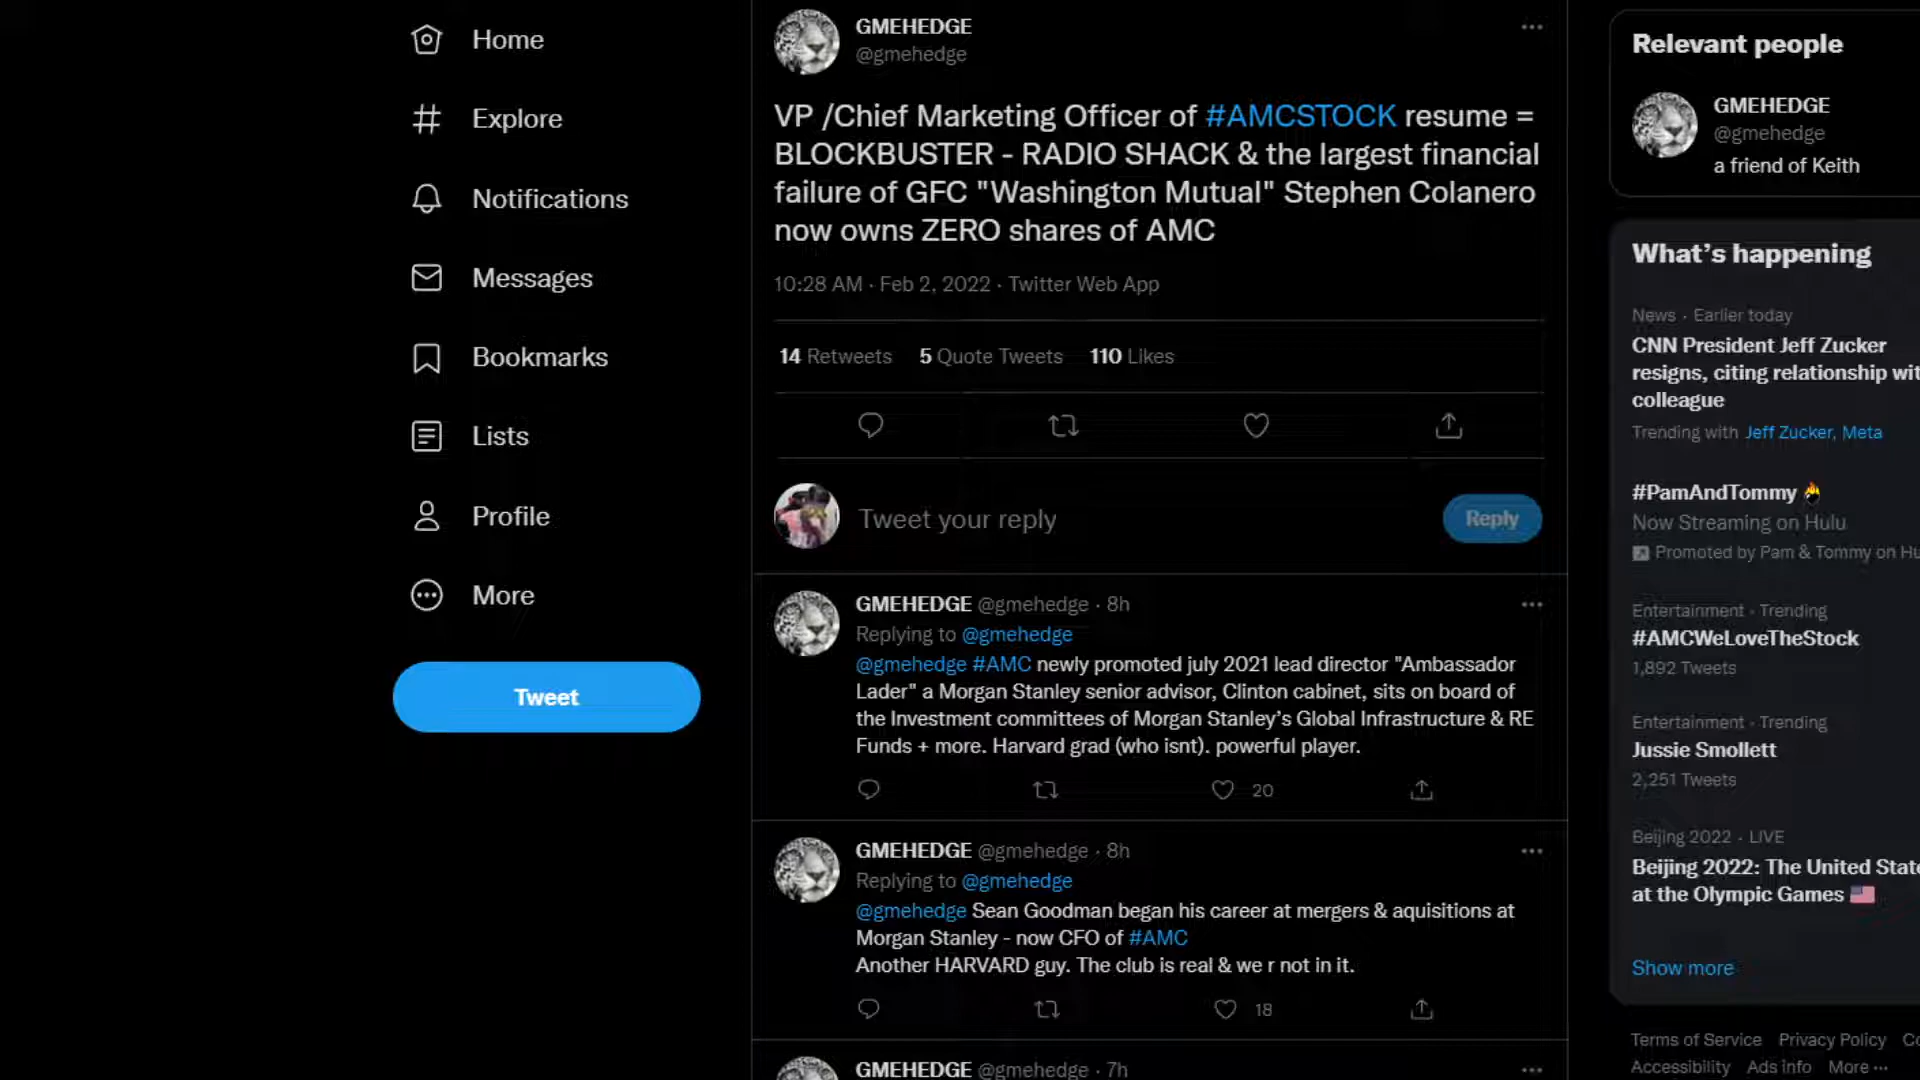 Home
Explore
Notifications
Messages
Bookmarks
Lists
Profile
More
Tweet
GMEHEDGE
@gmehedge
VP /Chief Marketing Officer of #AMCSTOCK resume =
BLOCKBUSTER - RADIO SHACK & the largest financial
failure of GFC "Washington Mutual" Stephen Colanero
now owns ZERO shares of AMC
10:28 AM · Feb 2, 2022 · Twitter Web App
14 Retweets 5 Quote Tweets 110 Likes
Tweet your reply
Reply
GMEHEDGE @gmehedge · 8h
Replying to @gmehedge
@gmehedge #AMC newly promoted july 2021 lead director "Ambassador
Lader" a Morgan Stanley senior advisor, Clinton cabinet, sits on board of
the Investment committees of Morgan Stanley's Global Infrastructure & RE
Funds + more. Harvard grad (who isnt). powerful player.
20
GMEHEDGE @gmehedge · 8h
Replying to @gmehedge
@gmehedge Sean Goodman began his career at mergers & aquisitions at
Morgan Stanley - now CFO of #AMC
Another HARVARD guy. The club is real & we r not in it.
18
GMEHEDGE @gmehedge · 7h
Relevant people
GMEHEDGE
@gmehedge
a friend of Keith
What's happening
News · Earlier today
CNN President Jeff Zucker
resigns, citing relationship wit
colleague
Trending with Jeff Zucker, Meta
#PamAndTommy
Now Streaming on Hulu
Promoted by Pam & Tommy on Hu
Entertainment · Trending
#AMCWeLoveTheStock
1,892 Tweets
Entertainment · Trending
Jussie Smollett
2,251 Tweets
Beijing 2022 · LIVE
Beijing 2022: The United State
at the Olympic Games
Show more
Terms of Service Privacy Policy Co
Accessibility Ads info More ···